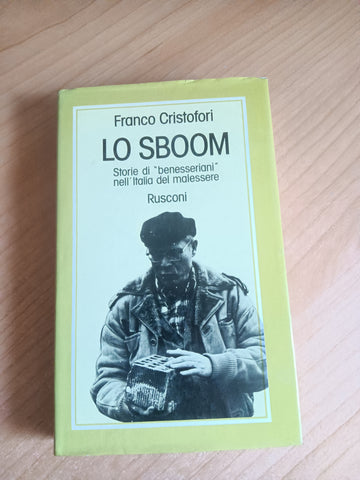 Franco Cristofori
LO SBOOM
Storie di "benesseriani"
nell'Italia del malessere
Rusconi